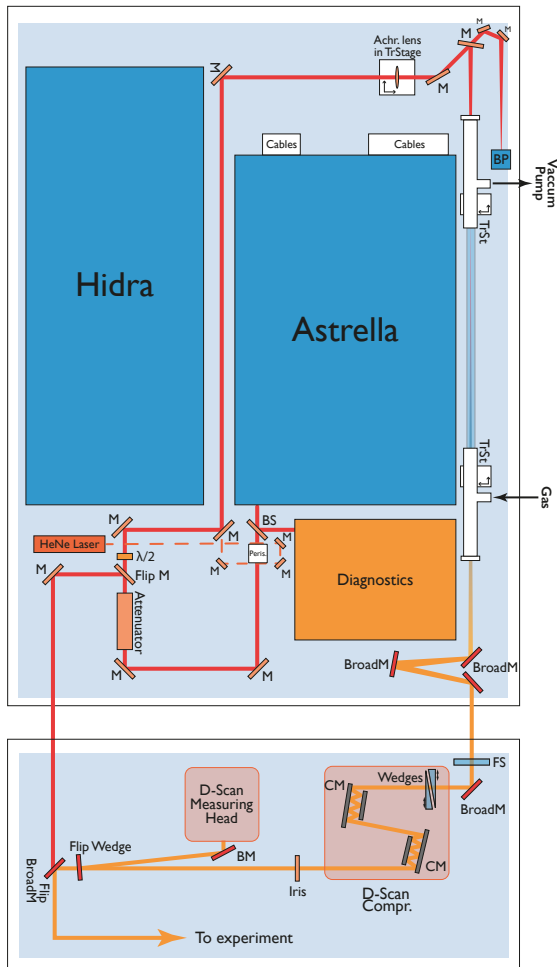 M
M
M
Achr. lens
in TrStage
M
M
Cables
Cables
BP
Vaccum
Pump
TrSt
Hidra
Astrella
TrSt
Gas
M
BS
HeNe Laser
M
Peris.
λ/2
M
Flip M
M
M
Diagnostics
Attenuator
M
M
BroadM
BroadM
FS
Wedges
CM
BroadM
D-Scan
Measuring
Head
Flip Wedge
BM
CM
Flip
BroadM
Iris
D-Scan
Compr.
To experiment